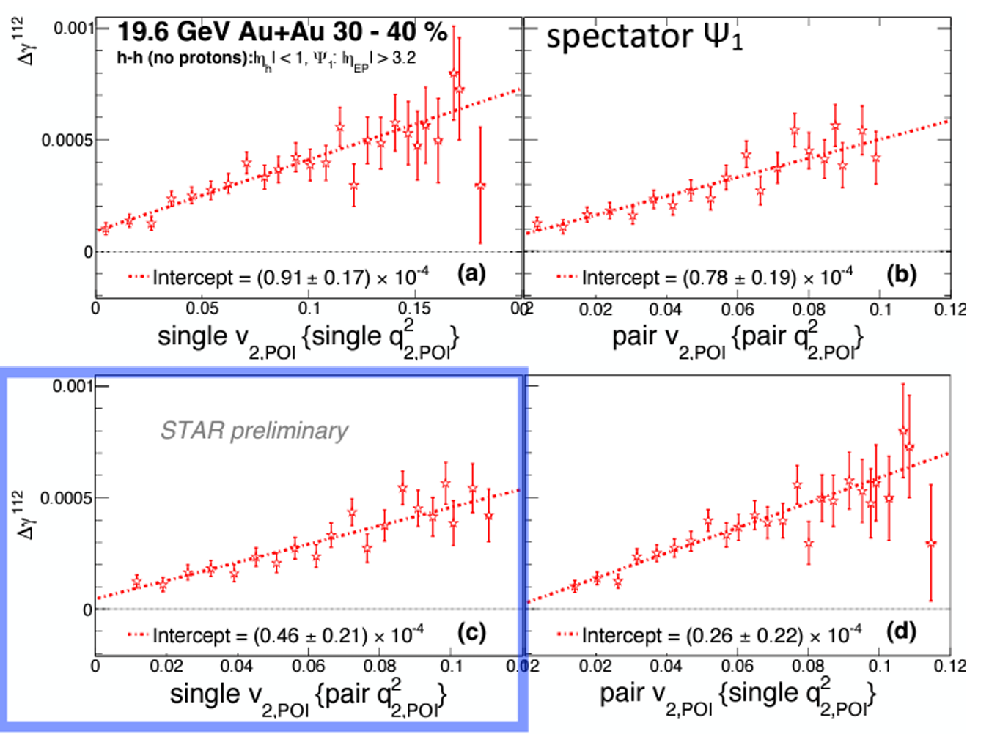 Δγ^112
0.001
0.0005
0
19.6 GeV Au+Au 30 - 40 %
h-h (no protons):|η_h| < 1, Ψ_1: |η_EP| > 3.2
Intercept = (0.91 ± 0.17) × 10^-4
(a)
0 0.05 0.1 0.15
single v_2,POI {single q^2_2,POI}
spectator Ψ_1
Intercept = (0.78 ± 0.19) × 10^-4
(b)
0.02 0.04 0.06 0.08 0.1 0.12
pair v_2,POI {pair q^2_2,POI}
Δγ^112
0.001
0.0005
0
STAR preliminary
Intercept = (0.46 ± 0.21) × 10^-4
(c)
0 0.02 0.04 0.06 0.08 0.1
single v_2,POI {pair q^2_2,POI}
Intercept = (0.26 ± 0.22) × 10^-4
(d)
0.02 0.04 0.06 0.08 0.1 0.12
pair v_2,POI {single q^2_2,POI}